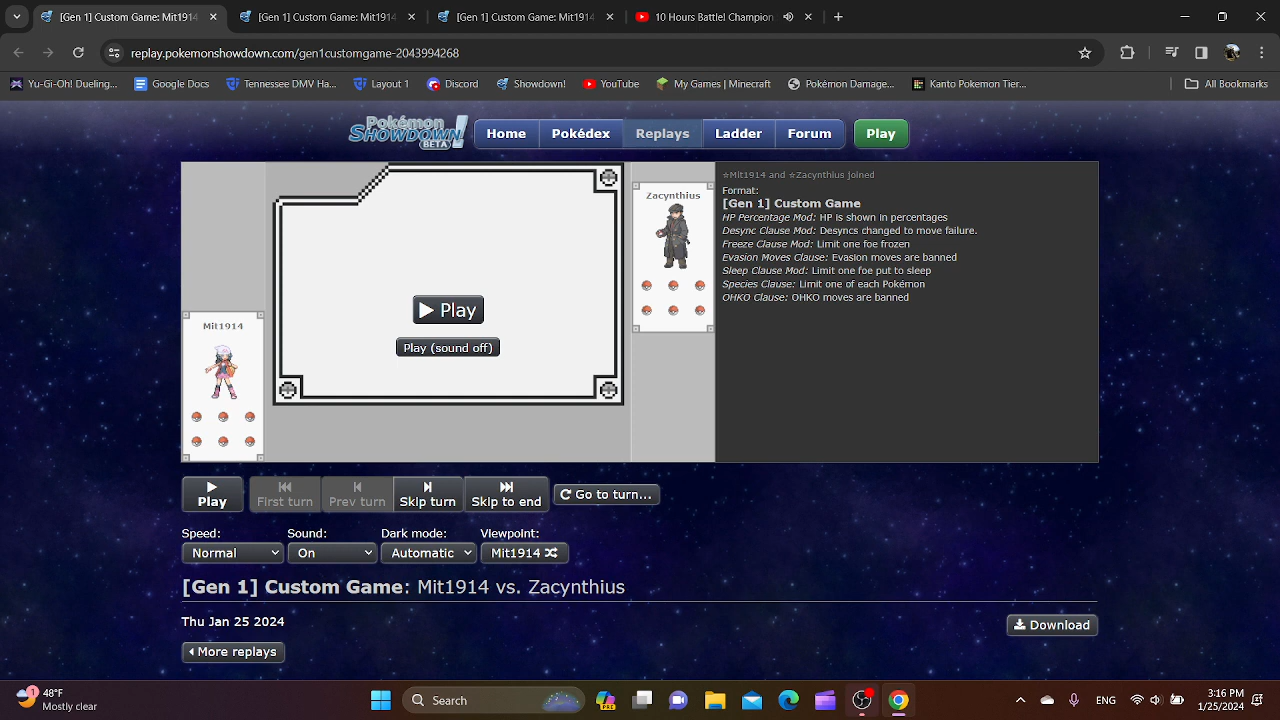 [Gen 1] Custom Game: Mit1914
[Gen 1] Custom Game: Mit1914
[Gen 1] Custom Game: Mit1914
10 Hours Battle! Champion
replay.pokemonshowdown.com/gen1customgame-2043994268
Yu-Gi-Oh! Dueling...
Google Docs
Tennessee DMV Ha...
Layout 1
Discord
Showdown!
YouTube
My Games | Minecraft
Pokémon Damage...
Kanto Pokemon Tier...
All Bookmarks
Pokémon SHOWDOWN! BETA
Home
Pokédex
Replays
Ladder
Forum
Play
Mit1914
Play
Play (sound off)
Zacynthius
☆Mit1914 and ☆Zacynthius joined
Format:
[Gen 1] Custom Game
HP Percentage Mod: HP is shown in percentages
Desync Clause Mod: Desyncs changed to move failure.
Freeze Clause Mod: Limit one foe frozen
Evasion Moves Clause: Evasion moves are banned
Sleep Clause Mod: Limit one foe put to sleep
Species Clause: Limit one of each Pokémon
OHKO Clause: OHKO moves are banned
Play
First turn
Prev turn
Skip turn
Skip to end
Go to turn...
Speed:
Sound:
Dark mode:
Viewpoint:
Normal
On
Automatic
Mit1914
[Gen 1] Custom Game: Mit1914 vs. Zacynthius
Thu Jan 25 2024
Download
More replays
1
48°F
Mostly clear
Search
PRE
ENG
3:16 PM
1/25/2024